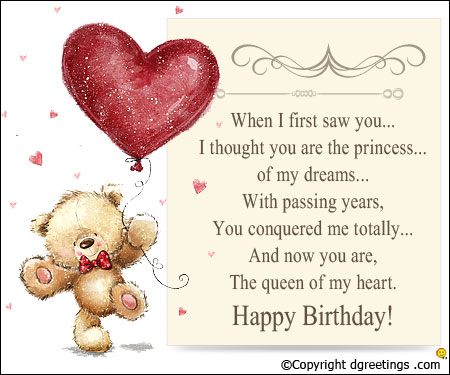 When I first saw you...
I thought you are the princess...
of my dreams...
With passing years,
You conquered me totally...
And now you are,
The queen of my heart.
Happy Birthday!
©Copyright dgreetings .com